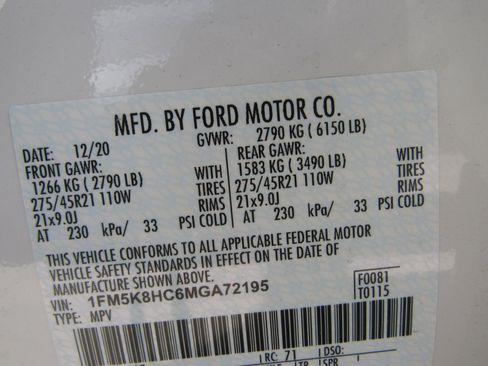 MFD. BY FORD MOTOR CO.
DATE: 12/20 GVWR: 2790 KG ( 6150 LB)
FRONT GAWR: REAR GAWR:
1266 KG ( 2790 LB) WITH 1583 KG ( 3490 LB) WITH
275/45R21 110W TIRES 275/45R21 110W TIRES
21x9.0J RIMS 21x9.0J RIMS
AT 230 kPa/ 33 PSI COLD AT 230 kPa/ 33 PSI COLD
THIS VEHICLE CONFORMS TO ALL APPLICABLE FEDERAL MOTOR
VEHICLE SAFETY STANDARDS IN EFFECT ON THE DATE OF
MANUFACTURE SHOWN ABOVE.
VIN: 1FM5K8HC6MGA72195 F0081
TYPE: MPV T0115
RC: 71 DSO:
TR SPR